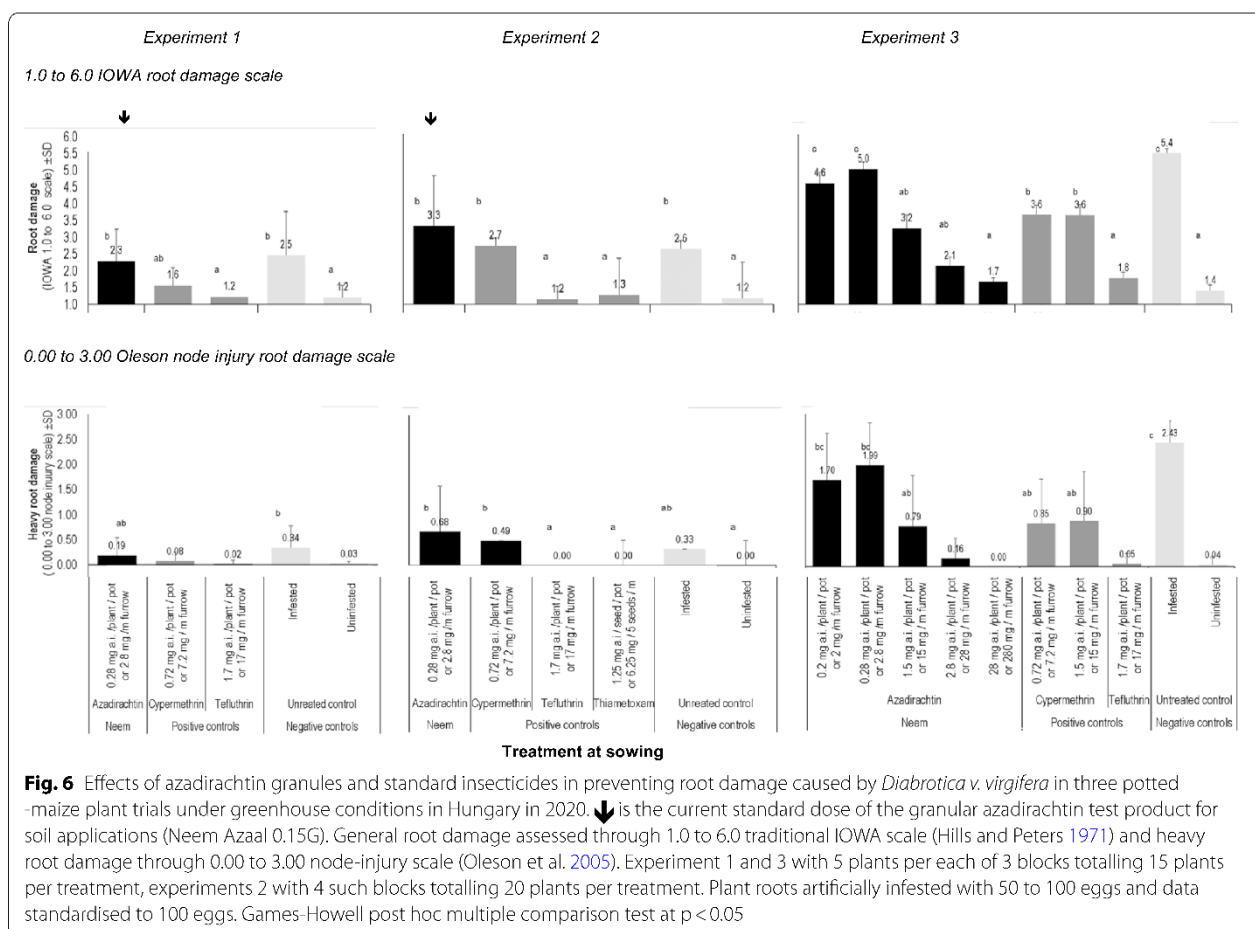 Experiment 1
Experiment 2
Experiment 3
1.0 to 6.0 IOWA root damage scale
Root damage
(IOWA 1.0 to 6.0 scale) ±SD
6.0
5.5
5.0
4.5
4.0
3.5
3.0
2.5
2.0
1.5
1.0
b
2.3
ab
1.6
a
1.2
b
2.5
a
1.2
b
3.3
b
2.7
a
1.2
a
1.3
b
2.6
a
1.2
c
4.6
c
5.0
ab
3.2
ab
2.1
a
1.7
b
3.6
b
3.6
a
1.8
c
5.4
a
1.4
0.00 to 3.00 Oleson node injury root damage scale
Heavy root damage
( 0.00 to 3.00 node inuury scale) ±SD
3.00
2.50
2.00
1.50
1.00
0.50
0.00
ab
0.19
0.08
0.02
b
0.34
0.03
b
0.68
b
0.49
a
0.00
a
0.00
ab
0.33
a
0.00
bc
1.70
bc
1.99
ab
0.79
0.16
0.00
ab
0.85
ab
0.90
0.05
c
2.43
0.04
0.28 mg a.i. /plant / pot
or 2.8 mg /m furrow
0.72 mg a.i. /plant / pot
or 7.2 mg / m furrow
1.7 mg a.i. /plant / pot
or 17 mg / m furrow
Infested
Uninfested
Azadirachtin
Cypermethrin
Tefluthrin
Unreated control
Neem
Positive controls
Negative controls
0.28 mg a.i. /plant / pot
or 2.8 mg /m furrow
0.72 mg a.i. /plant / pot
or 7.2 mg / m furrow
1.7 mg a.i. /plant / pot
or 17 mg / m furrow
1.25 mg a.i. / seed / pot
or 6.25 mg / 5 seeds / m
Infested
Uninfested
Azadirachtin
Cypermethrin
Tefluthrin
Thiametoxam
Untreated control
Neem
Positive controls
Negative controls
0.2 mg a.i. /plant / pot
or 2 mg /m furrow
0.28 mg a.i. /plant / pot
or 2.8 mg /m furrow
1.5 mg a.i. /plant / pot
or 15 mg / m furrow
2.8 mg a.i. /plant / pot
or 28 mg / m furrow
28 mg a.i. /plant / pot
or 280 mg / m furrow
0.72 mg a.i. /plant / pot
or 7.2 mg / m furrow
1.5 mg a.i. /plant / pot
or 15 mg / m furrow
1.7 mg a.i. /plant / pot
or 17 mg / m furrow
Infested
Uninfested
Azadirachtin
Cypermethrin
Tefluthrin
Untreated control
Neem
Positive controls
Negative controls
Treatment at sowing
Fig. 6 Effects of azadirachtin granules and standard insecticides in preventing root damage caused by Diabrotica v. virgifera in three potted
-maize plant trials under greenhouse conditions in Hungary in 2020. 🡫 is the current standard dose of the granular azadirachtin test product for
soil applications (Neem Azaal 0.15G). General root damage assessed through 1.0 to 6.0 traditional IOWA scale (Hills and Peters 1971) and heavy
root damage through 0.00 to 3.00 node-injury scale (Oleson et al. 2005). Experiment 1 and 3 with 5 plants per each of 3 blocks totalling 15 plants
per treatment, experiments 2 with 4 such blocks totalling 20 plants per treatment. Plant roots artificially infested with 50 to 100 eggs and data
standardised to 100 eggs. Games-Howell post hoc multiple comparison test at p < 0.05